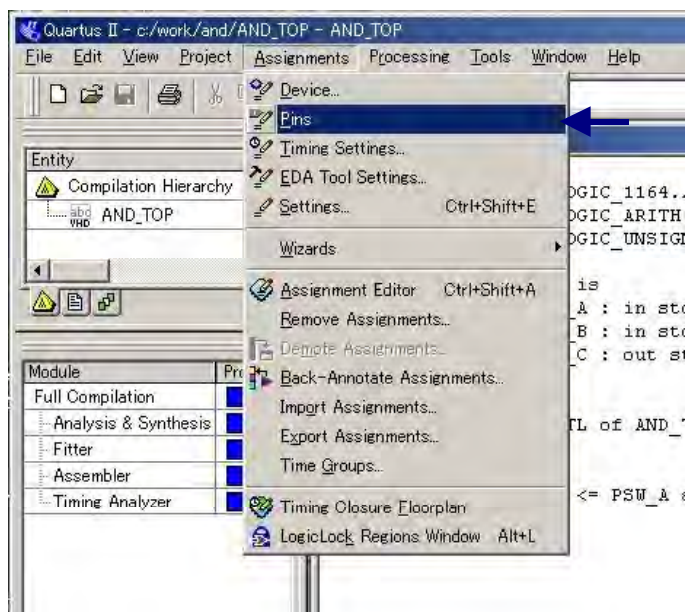 Quartus II - c:/work/and/AND_TOP - AND_TOP
File Edit View Project Assignments Processing Tools Window Help
Device...
Pins
Timing Settings...
EDA Tool Settings...
Settings... Ctrl+Shift+E
Wizards
Assignment Editor Ctrl+Shift+A
Remove Assignments...
Demote Assignments...
Back-Annotate Assignments...
Import Assignments...
Export Assignments...
Time Groups...
Timing Closure Floorplan
LogicLock Regions Window Alt+L
Entity
Compilation Hierarchy
abd VHD AND_TOP
Module
Full Compilation
Analysis & Synthesis
Fitter
Assembler
Timing Analyzer
OGIC_1164.
OGIC_ARITH
OGIC_UNSIGN
is
_A : in st
_B : in st
_C : out st
TL of AND_
<= PSW_A